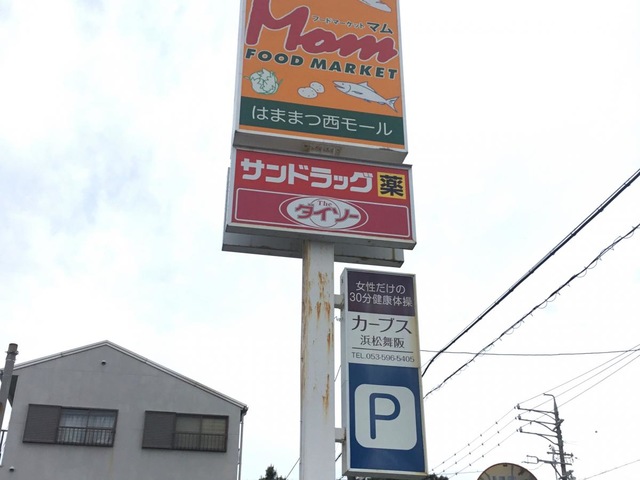 フードマーケット マム
Mom
FOOD MARKET
はままつ西モール
サンドラッグ 薬
The
ダイソー
女性だけの
30分健康体操
カーブス
浜松舞阪
TEL.053-596-5405
P